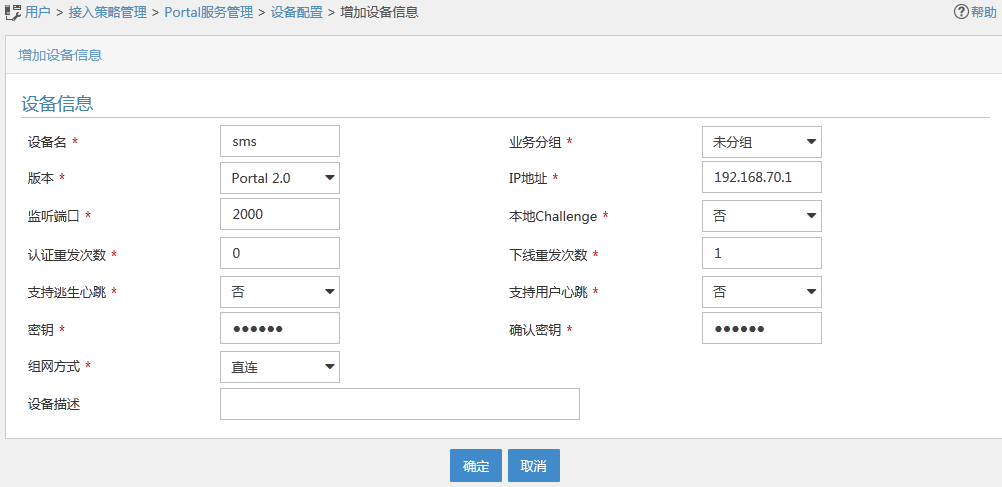 用户 > 接入策略管理 > Portal服务管理 > 设备配置 > 增加设备信息 帮助
增加设备信息
设备信息
设备名 * sms 业务分组 * 未分组
版本 * Portal 2.0 IP地址 * 192.168.70.1
监听端口 * 2000 本地Challenge * 否
认证重发次数 * 0 下线重发次数 * 1
支持逃生心跳 * 否 支持用户心跳 * 否
密钥 * ●●●●●● 确认密钥 * ●●●●●●
组网方式 * 直连
设备描述
确定 取消